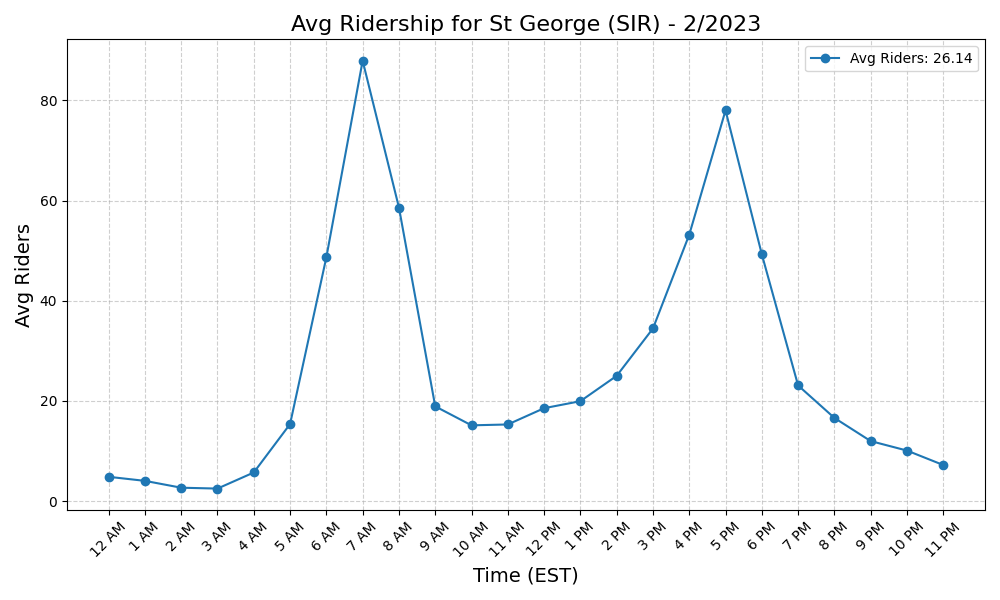 Avg Ridership for St George (SIR) - 2/2023
Avg Riders: 26.14
Avg Riders
80
60
40
20
0
12 AM
1 AM
2 AM
3 AM
4 AM
5 AM
6 AM
7 AM
8 AM
9 AM
10 AM
11 AM
12 PM
1 PM
2 PM
3 PM
4 PM
5 PM
6 PM
7 PM
8 PM
9 PM
10 PM
11 PM
Time (EST)